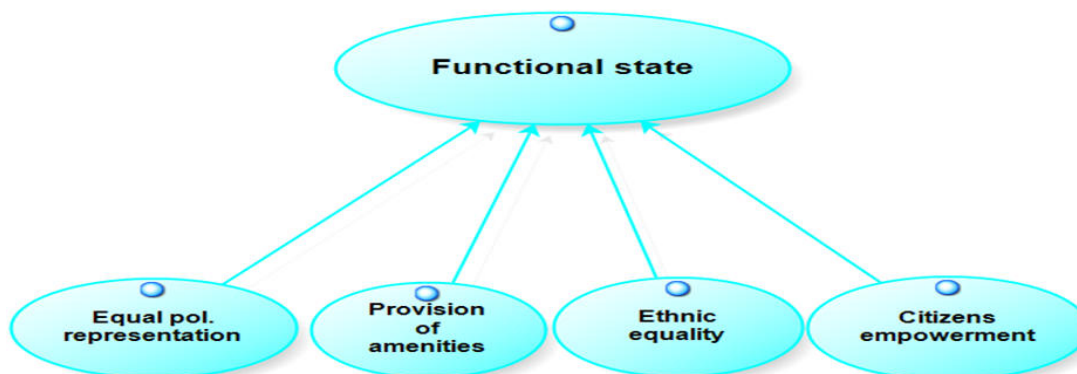 Functional state
Equal pol.
representation
Provision
of
amenities
Ethnic
equality
Citizens
empowerment